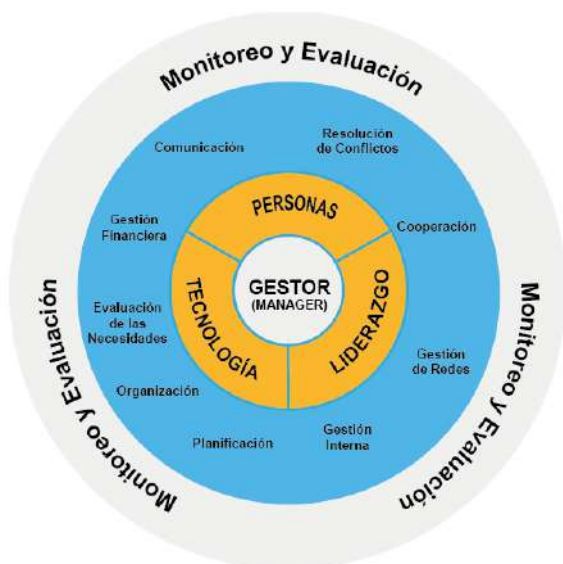 Monitoreo y Evaluación
Comunicación
Resolución
de Conflictos
Gestión
Financiera
PERSONAS
Cooperación
GESTOR
(MANAGER)
TECNOLOGÍA
LIDERAZGO
Evaluación
de las
Necesidades
Gestión
de Redes
Organización
Planificación
Gestión
Interna
Monitoreo y Evaluación
Monitoreo y Evaluación